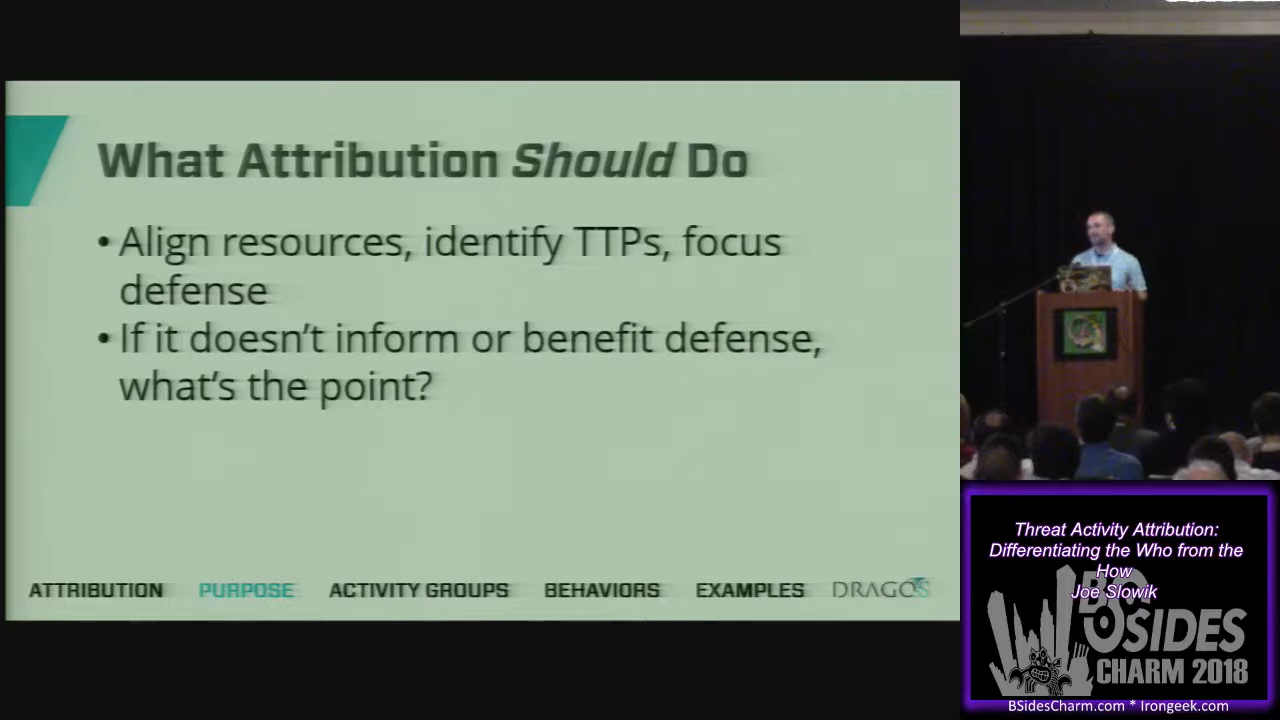 What Attribution Should Do
• Align resources, identify TTPs, focus
defense
• If it doesn't inform or benefit defense,
what's the point?
ATTRIBUTION PURPOSE ACTIVITY GROUPS BEHAVIORS EXAMPLES DRAGOS
Threat Activity Attribution:
Differentiating the Who from the
How
Joe Slowik
BSIDES
CHARM 2018
BSidesCharm.com * Irongeek.com